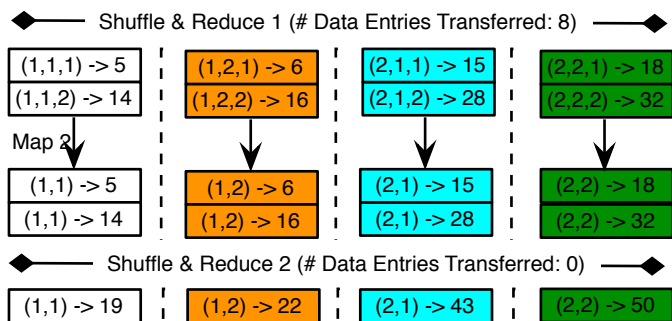 Shuffle & Reduce 1 (# Data Entries Transferred: 8)
(1,1,1) -> 5 (1,2,1) -> 6 (2,1,1) -> 15 (2,2,1) -> 18
(1,1,2) -> 14 (1,2,2) -> 16 (2,1,2) -> 28 (2,2,2) -> 32
Map 2
(1,1) -> 5 (1,2) -> 6 (2,1) -> 15 (2,2) -> 18
(1,1) -> 14 (1,2) -> 16 (2,1) -> 28 (2,2) -> 32
Shuffle & Reduce 2 (# Data Entries Transferred: 0)
(1,1) -> 19 (1,2) -> 22 (2,1) -> 43 (2,2) -> 50